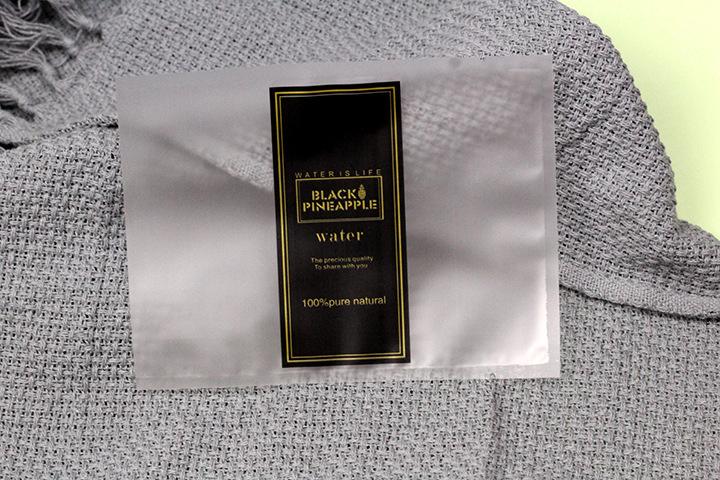 WATER IS LIFE
BLACK
PINEAPPLE
water
The precious quality
To share with you
100%pure natural